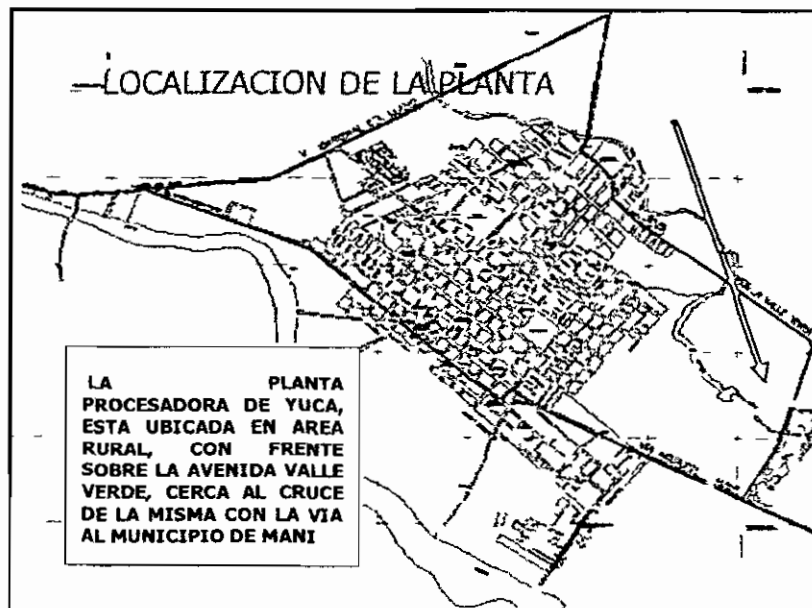 LOCALIZACION DE LA PLANTA
LA PLANTA
PROCESADORA DE YUCA,
ESTA UBICADA EN AREA
RURAL, CON FRENTE
SOBRE LA AVENIDA VALLE
VERDE, CERCA AL CRUCE
DE LA MISMA CON LA VIA
AL MUNICIPIO DE MANI